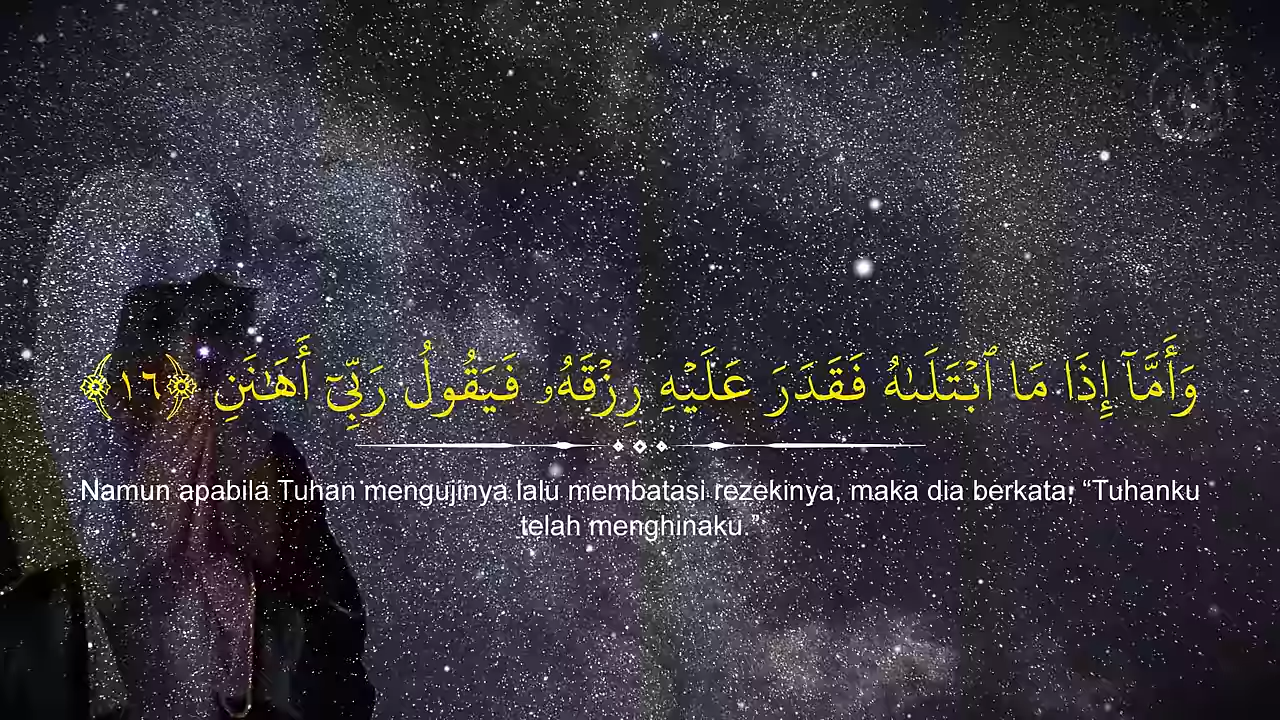 وَأَمَّآ إِذَا مَا ٱبْتَلَىٰهُ فَقَدَرَ عَلَيْهِ رِزْقَهُۥ فَيَقُولُ رَبِّىٓ أَهَـٰنَنِ ﴿١٦﴾
Namun apabila Tuhan mengujinya lalu membatasi rezekinya, maka dia berkata, “Tuhanku
telah menghinaku.”